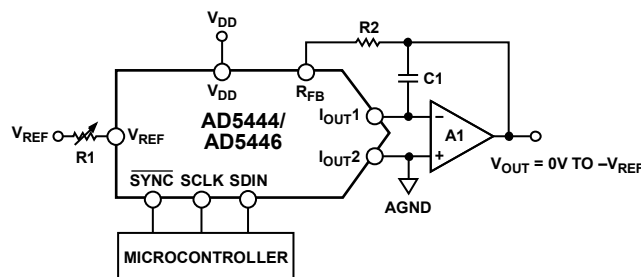 V_DD
R2
V_DD
R_FB
C1
AD5444/
AD5446
V_REF
R1
V_REF
I_OUT1
I_OUT2
A1
−
+
V_OUT = 0V TO –V_REF
AGND
S̅Y̅N̅C̅ SCLK SDIN
MICROCONTROLLER